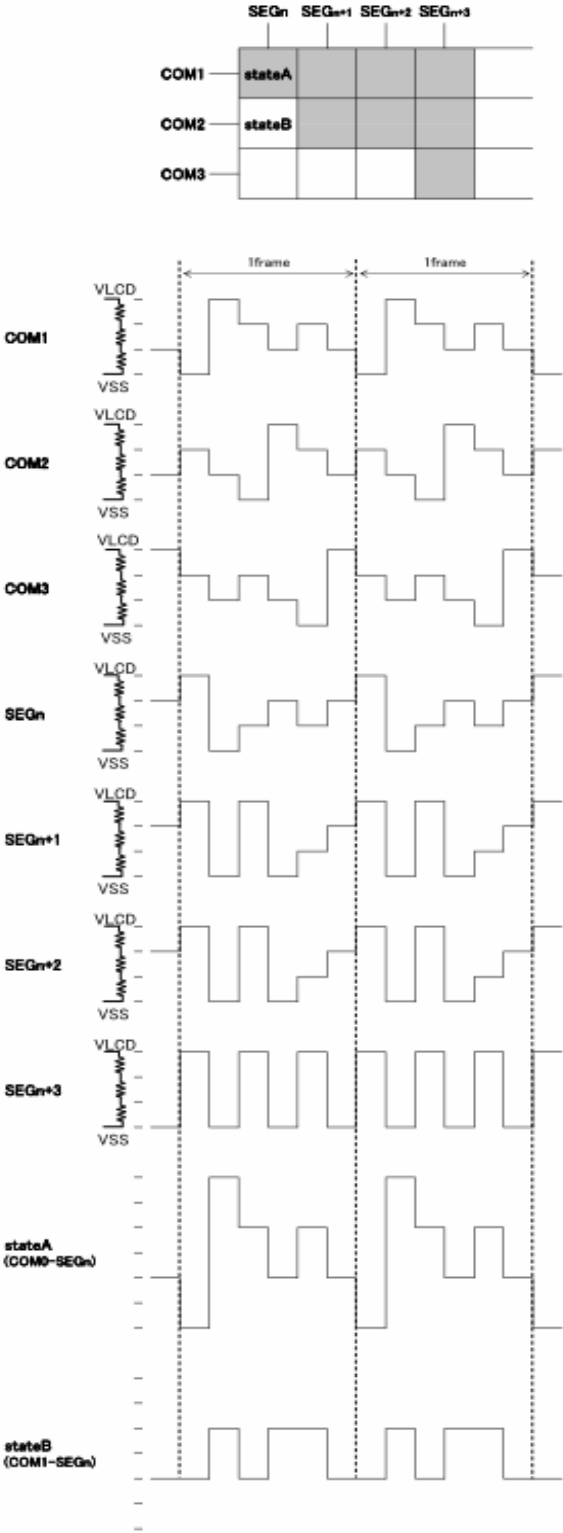 SEGn SEGn+1 SEGn+2 SEGn+3
COM1 stateA
COM2 stateB
COM3
1frame 1frame
VLCD
COM1
VSS
VLCD
COM2
VSS
VLCD
COM3
VSS
VLCD
SEGn
VSS
VLCD
SEGn+1
VSS
VLCD
SEGn+2
VSS
VLCD
SEGn+3
VSS
stateA
(COM0-SEGn)
stateB
(COM1-SEGn)